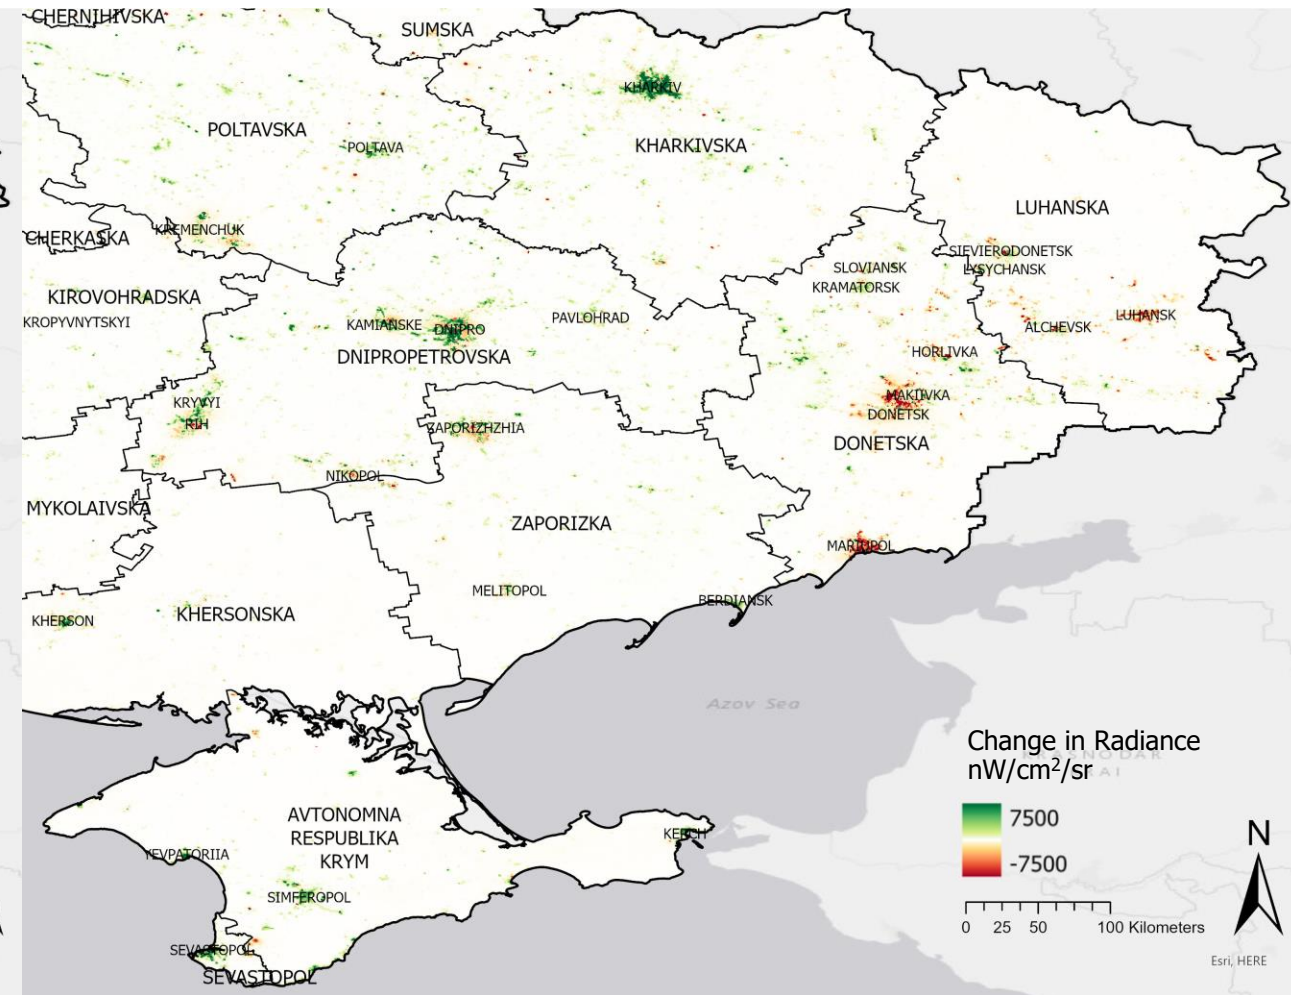 CHERNIHIVSKA
SUMSKA
KHARKIV
POLTAVSKA
POLTAVA
KHARKIVSKA
LUHANSKA
KREMENCHUK
CHERKASKA
SIEVIERODONETSK
SLOVIANSK
LYSYCHANSK
KRAMATORSK
KIROVOHRADSKA
KROPYVNYTSKYI
KAMIANSKE
DNIPRO
PAVLOHRAD
ALCHEVSK
LUHANSK
DNIPROPETROVSKA
HORLIVKA
KRYVYI
RIH
MAKIIVKA
DONETSK
ZAPORIZHZHIA
DONETSKA
NIKOPOL
MYKOLAIVSKA
ZAPORIZKA
MARIUPOL
MELITOPOL
BERDIANSK
KHERSON
KHERSONSKA
Azov Sea
Change in Radiance
nW/cm²/sr
7500
-7500
AVTONOMNA
RESPUBLIKA
KRYM
KERCH
YEVPATORIIA
SIMFEROPOL
SEVASTOPOL
SEVASTOPOL
N
0 25 50 100 Kilometers
Esri, HERE